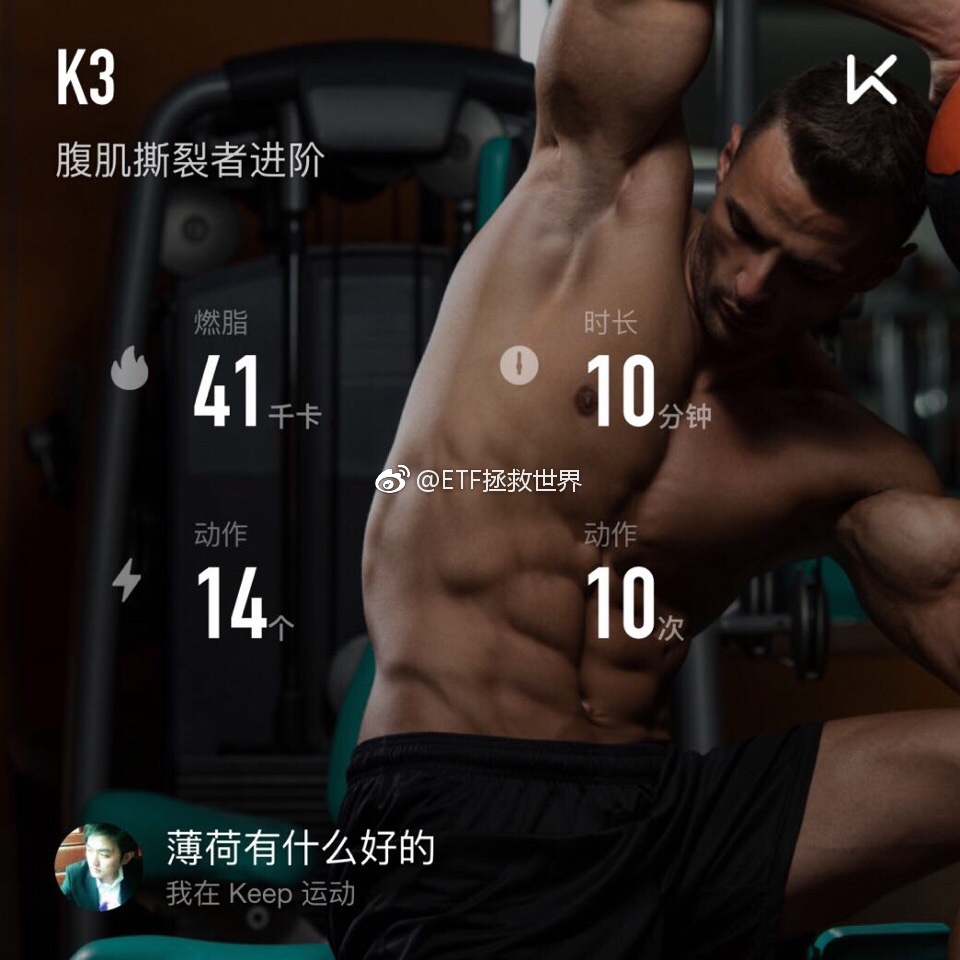 K3
腹肌撕裂者进阶
燃脂
41千卡
时长
10分钟
@ETF拯救世界
动作
14个
动作
10次
薄荷有什么好的
我在 Keep 运动